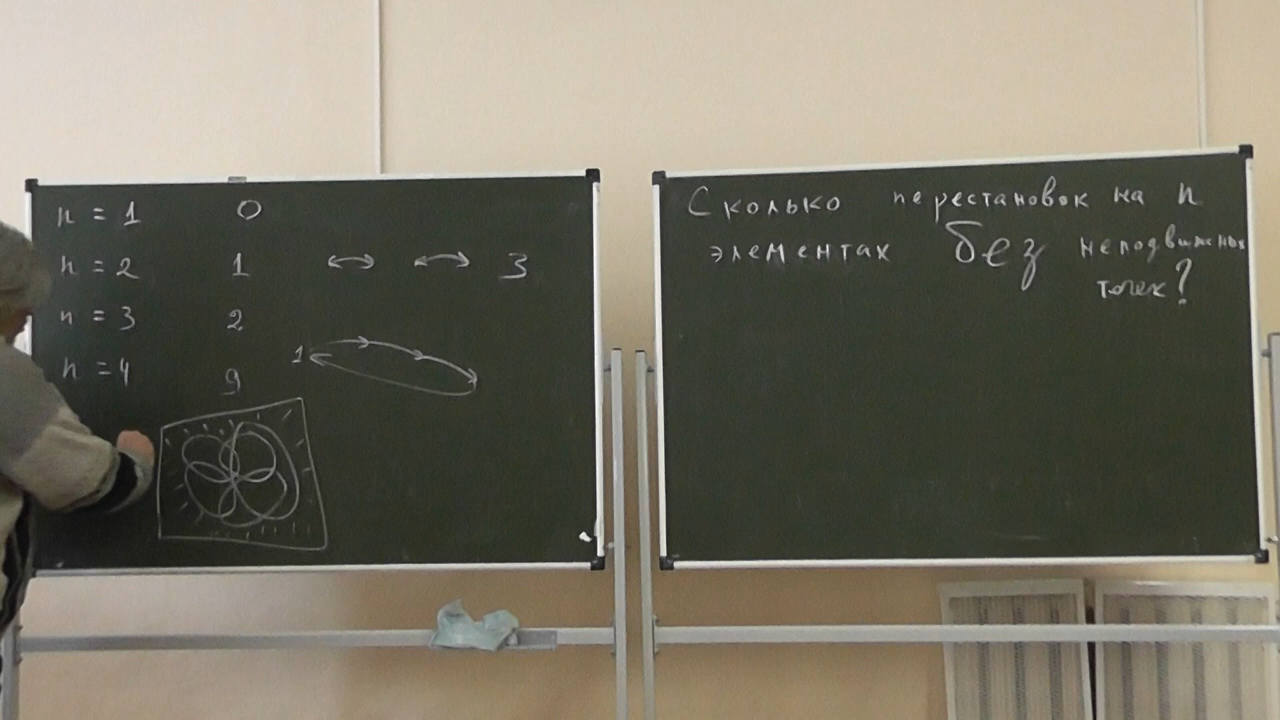 n = 1 0
n = 2 1 3
n = 3 2
n = 4 9 1
Сколько перестановок на n
элементах без неподвижных
точек?